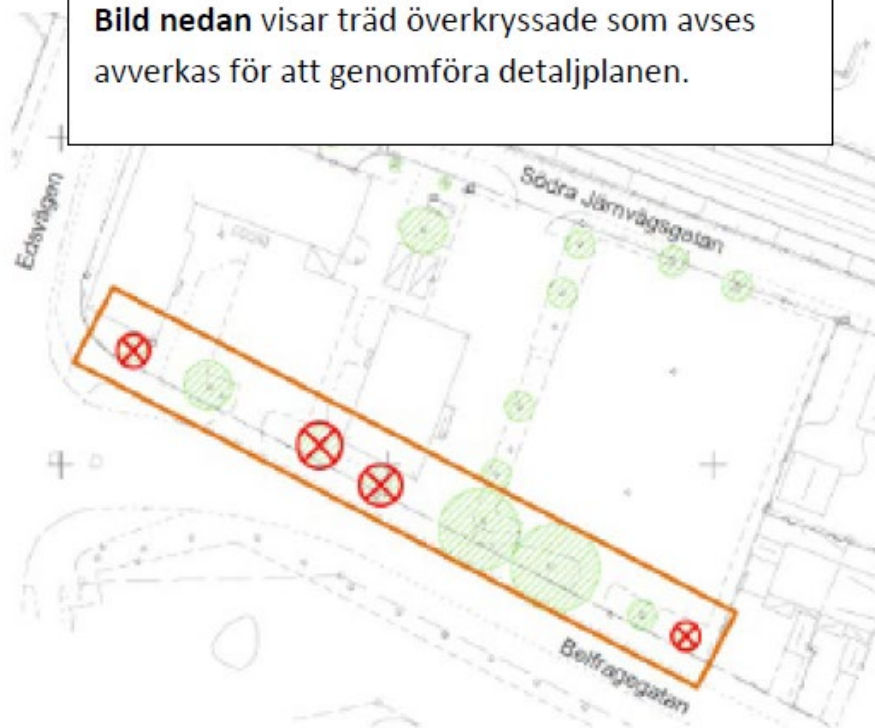 Bild nedan visar träd överkryssade som avses
avverkas för att genomföra detaljplanen.
Edsvägen
Södra Järnvägsgatan
Belfragegatan